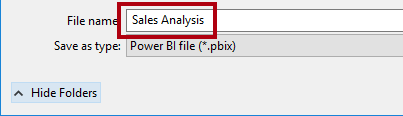 File name: Sales Analysis
Save as type: Power BI file (*.pbix)
Hide Folders